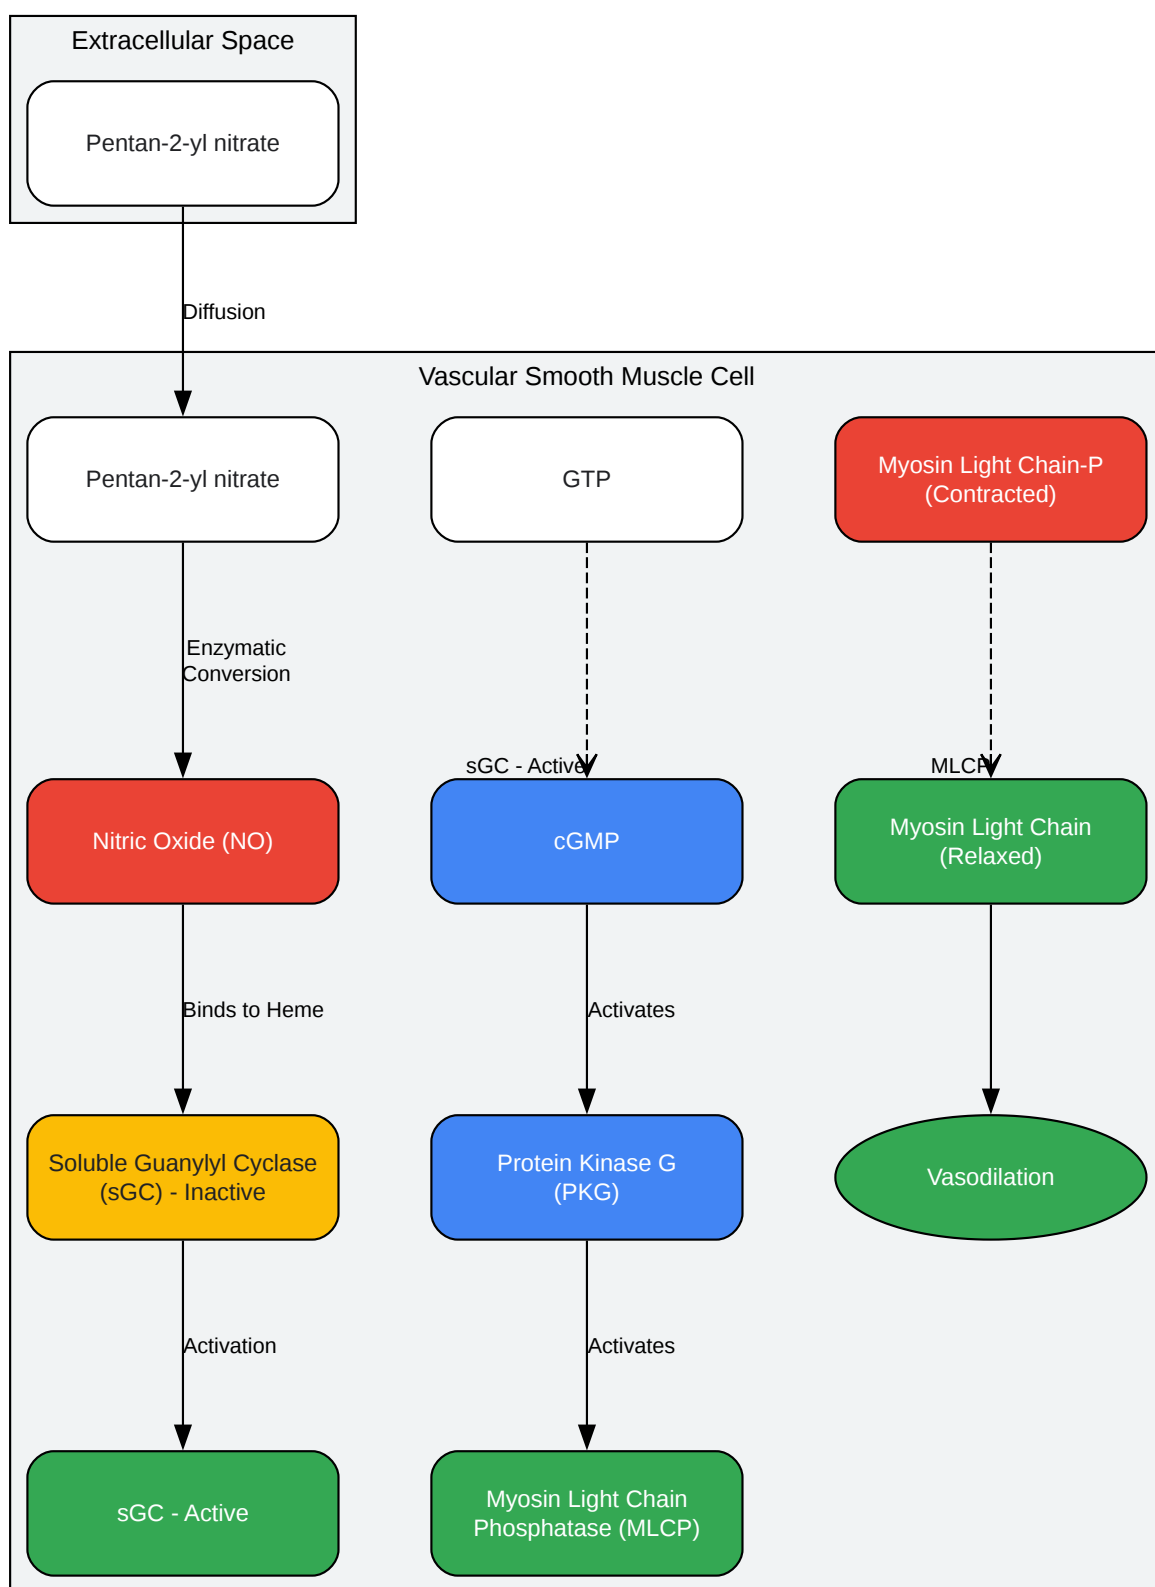 Extracellular Space
Pentan-2-yl nitrate
Diffusion
Vascular Smooth Muscle Cell
Pentan-2-yl nitrate
GTP
Myosin Light Chain-P
(Contracted)
Enzymatic
Conversion
sGC - Active
MLCP
Nitric Oxide (NO)
cGMP
Myosin Light Chain
(Relaxed)
Binds to Heme
Activates
Soluble Guanylyl Cyclase
(sGC) - Inactive
Protein Kinase G
(PKG)
Vasodilation
Activation
Activates
sGC - Active
Myosin Light Chain
Phosphatase (MLCP)